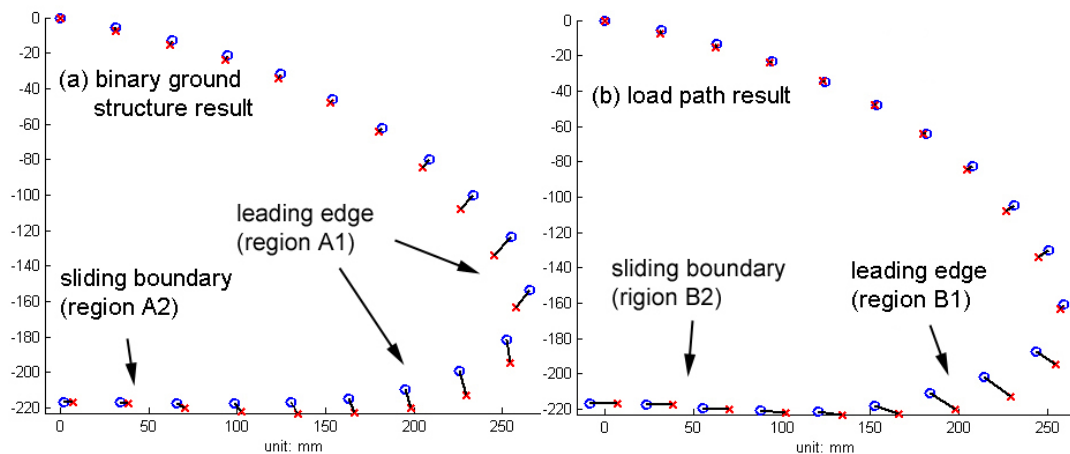 0
-20
-40
-60
-80
-100
-120
-140
-160
-180
-200
-220
(a) binary ground
structure result
leading edge
(region A1)
sliding boundary
(region A2)
0
50
100
150
200
250
unit: mm
0
-20
-40
-60
-80
-100
-120
-140
-160
-180
-200
-220
(b) load path result
sliding boundary
(rigion B2)
leading edge
(region B1)
0
50
100
150
200
250
unit: mm